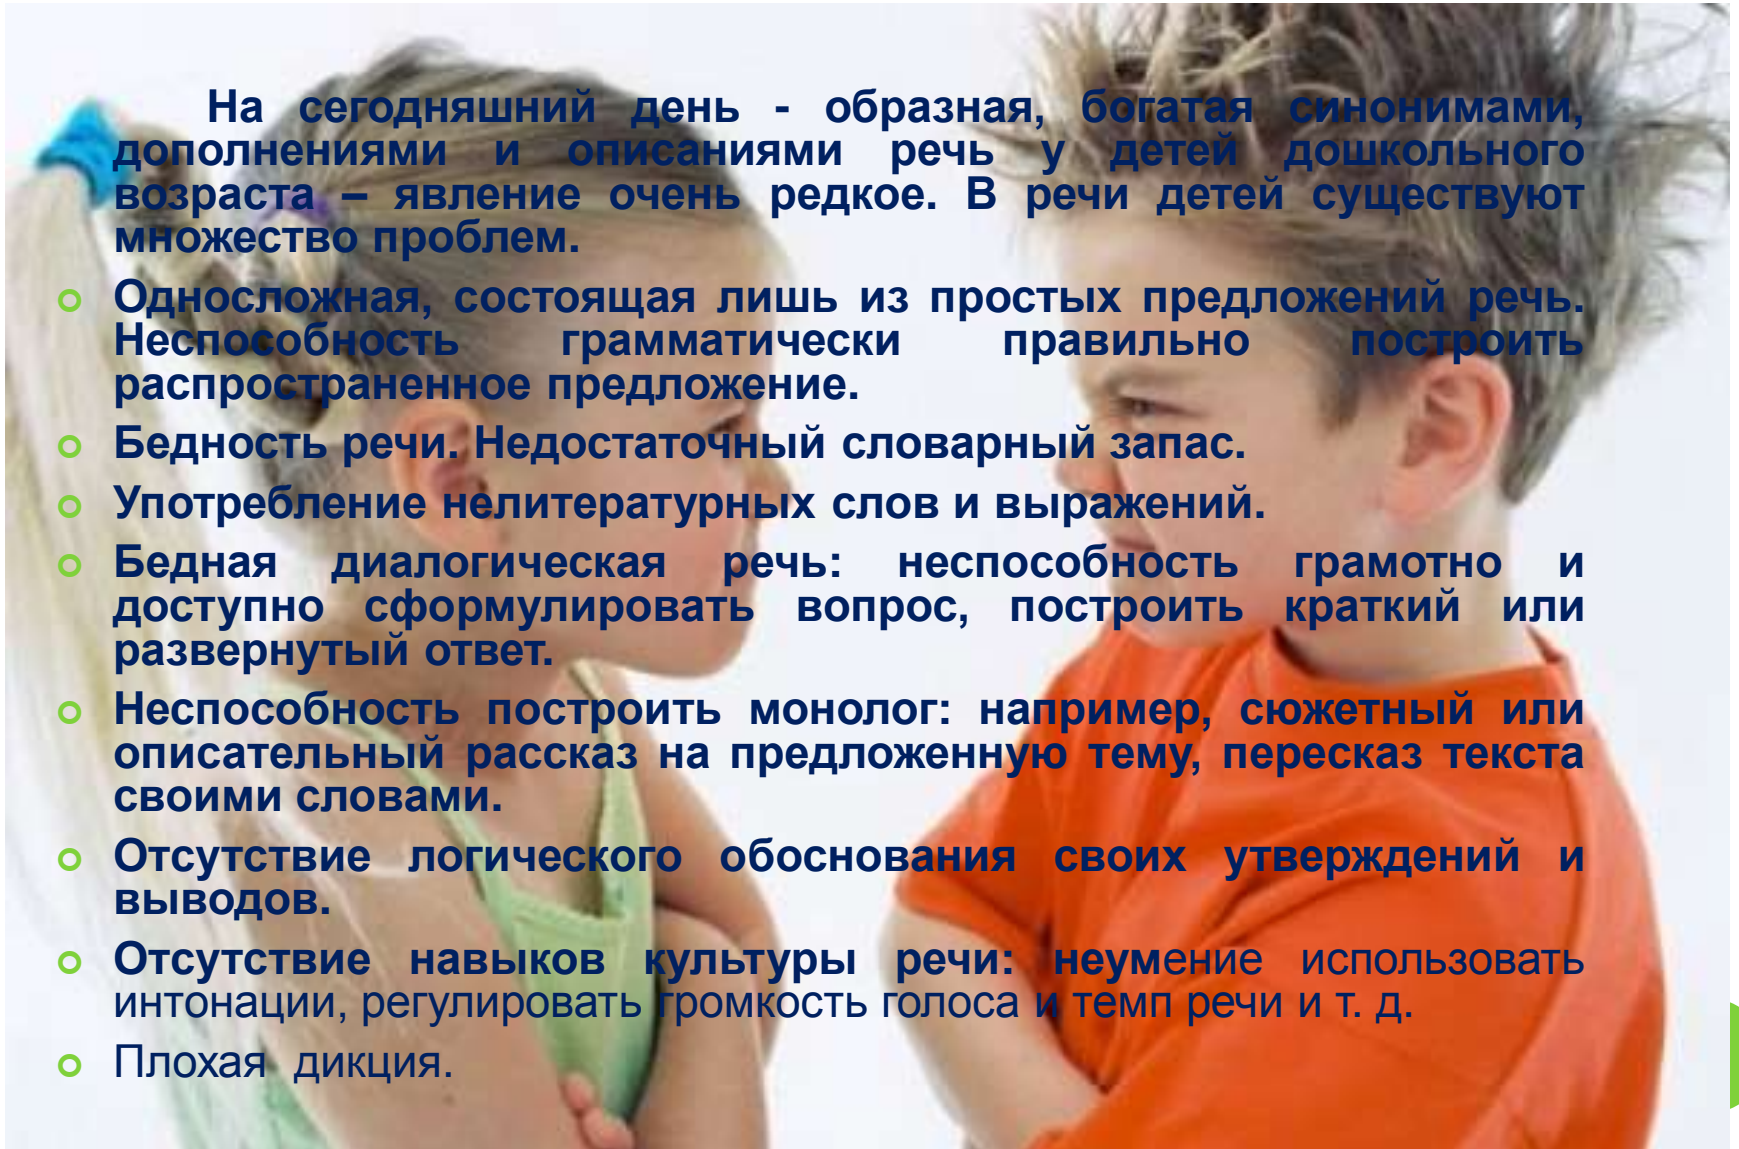 На сегодняшний день - образная, богатая синонимами,
дополнениями и описаниями речь у детей дошкольного
возраста – явление очень редкое. В речи детей существуют
множество проблем.
Односложная, состоящая лишь из простых предложений речь.
Неспособность грамматически правильно построить
распространенное предложение.
Бедность речи. Недостаточный словарный запас.
Употребление нелитературных слов и выражений.
Бедная диалогическая речь: неспособность грамотно и
доступно сформулировать вопрос, построить краткий или
развернутый ответ.
Неспособность построить монолог: например, сюжетный или
описательный рассказ на предложенную тему, пересказ текста
своими словами.
Отсутствие логического обоснования своих утверждений и
выводов.
Отсутствие навыков культуры речи: неумение использовать
интонации, регулировать громкость голоса и темп речи и т. д.
Плохая дикция.